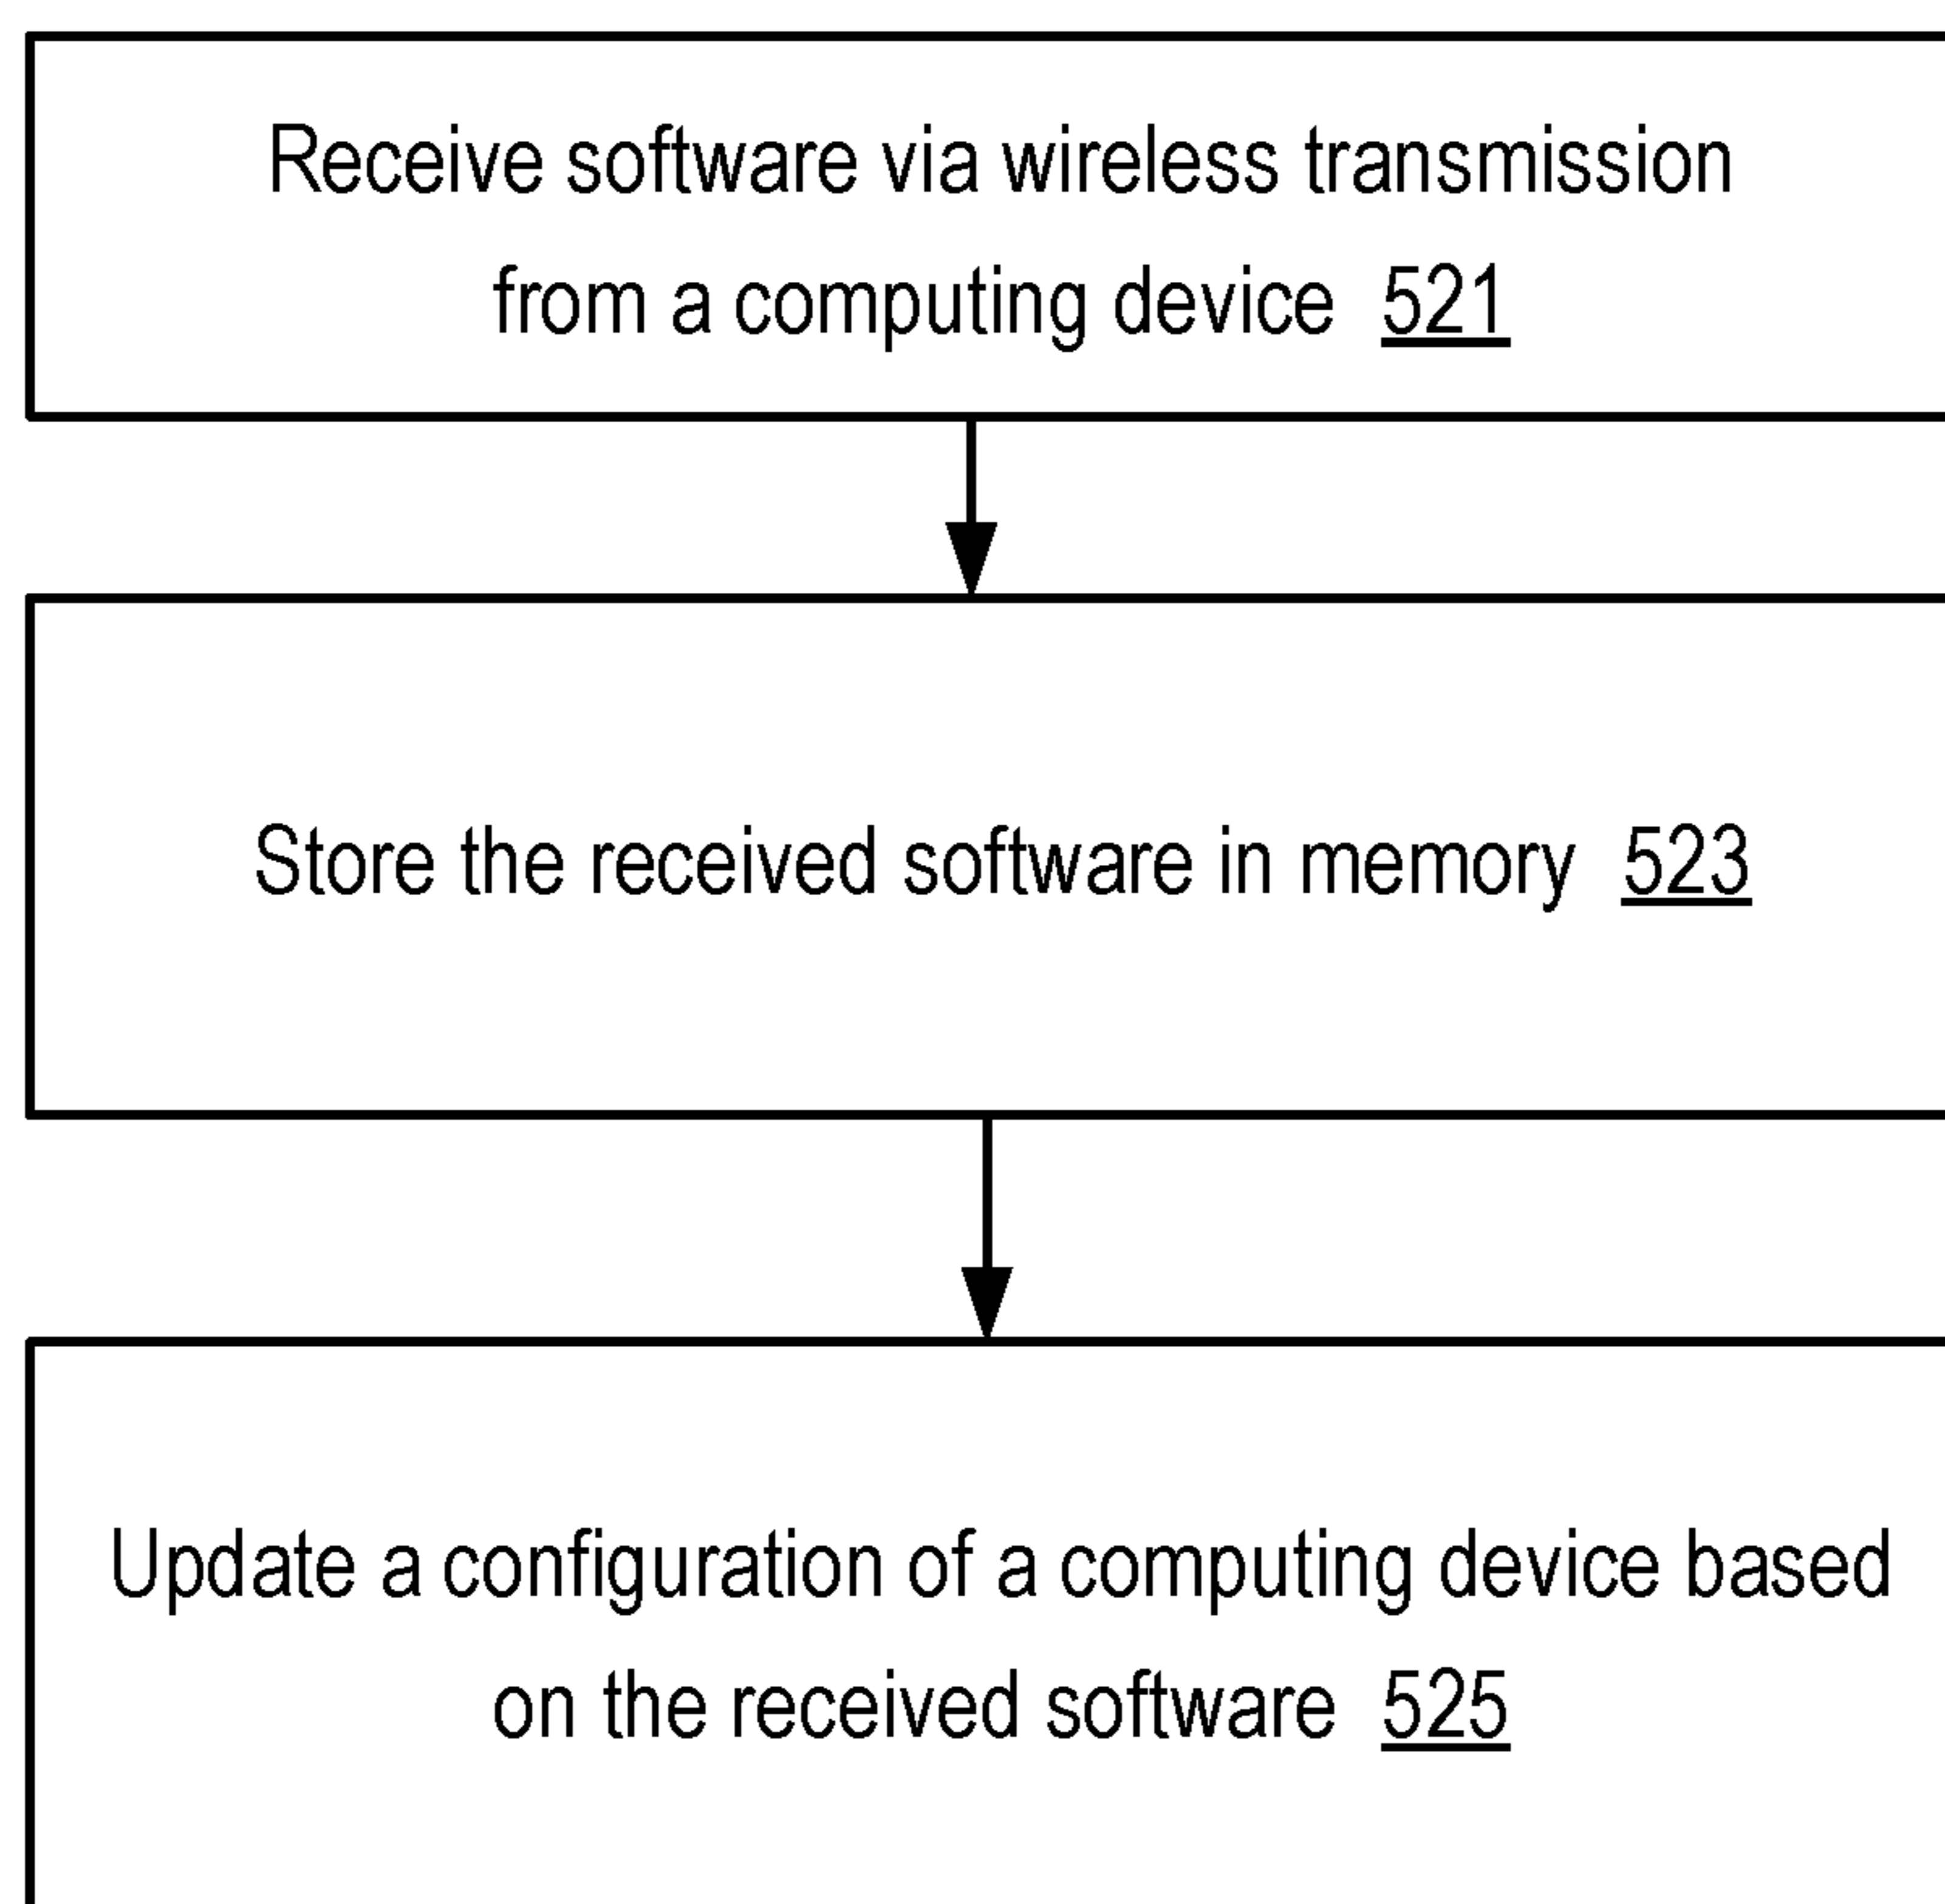 Receive software via wireless transmission
from a computing device 521
Store the received software in memory 523
Update a configuration of a computing device based
on the received software 525